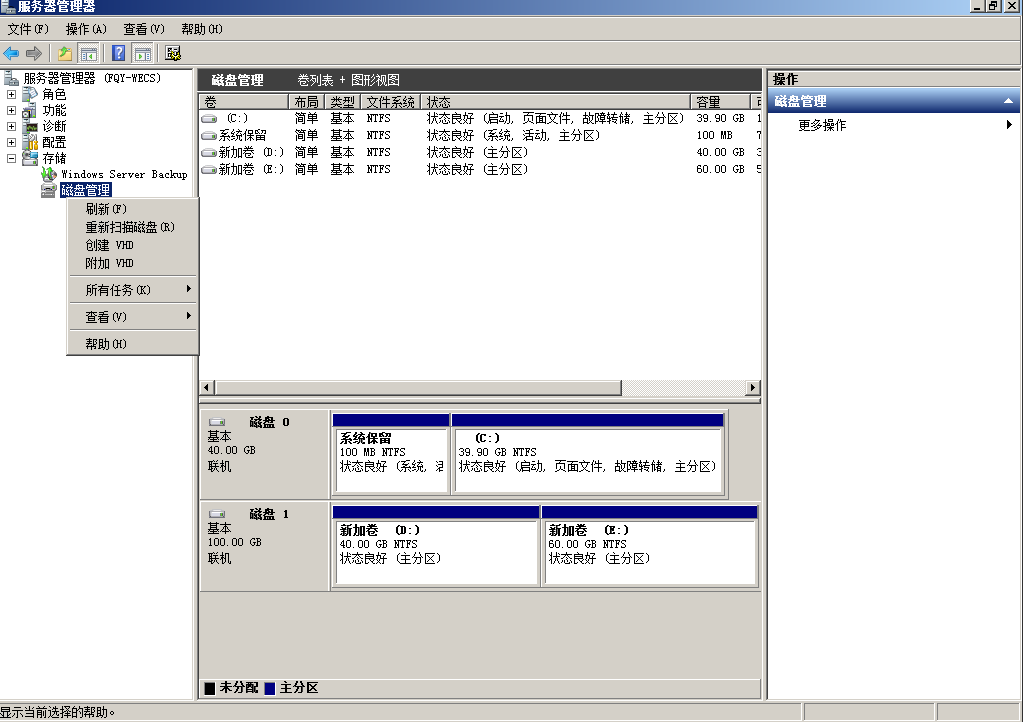 服务器管理器
文件(F) 操作(A) 查看(V) 帮助(H)
服务器管理器 (FQY-WECS)
角色
功能
诊断
配置
存储
Windows Server Backup
磁盘管理
刷新(F)
重新扫描磁盘(R)
创建 VHD
附加 VHD
所有任务(K)
查看(V)
帮助(H)
磁盘管理 卷列表 + 图形视图
卷 布局 类型 文件系统 状态 容量
(C:) 简单 基本 NTFS 状态良好 (启动, 页面文件, 故障转储, 主分区) 39.90 GB 1
系统保留 简单 基本 NTFS 状态良好 (系统, 活动, 主分区) 100 MB 7
新加卷 (D:) 简单 基本 NTFS 状态良好 (主分区) 40.00 GB 3
新加卷 (E:) 简单 基本 NTFS 状态良好 (主分区) 60.00 GB 5
磁盘 0
基本
40.00 GB
联机
系统保留
100 MB NTFS
状态良好 (系统, 活
(C:)
39.90 GB NTFS
状态良好 (启动, 页面文件, 故障转储, 主分区)
磁盘 1
基本
100.00 GB
联机
新加卷 (D:)
40.00 GB NTFS
状态良好 (主分区)
新加卷 (E:)
60.00 GB NTFS
状态良好 (主分区)
未分配 主分区
操作
磁盘管理
更多操作
显示当前选择的帮助。